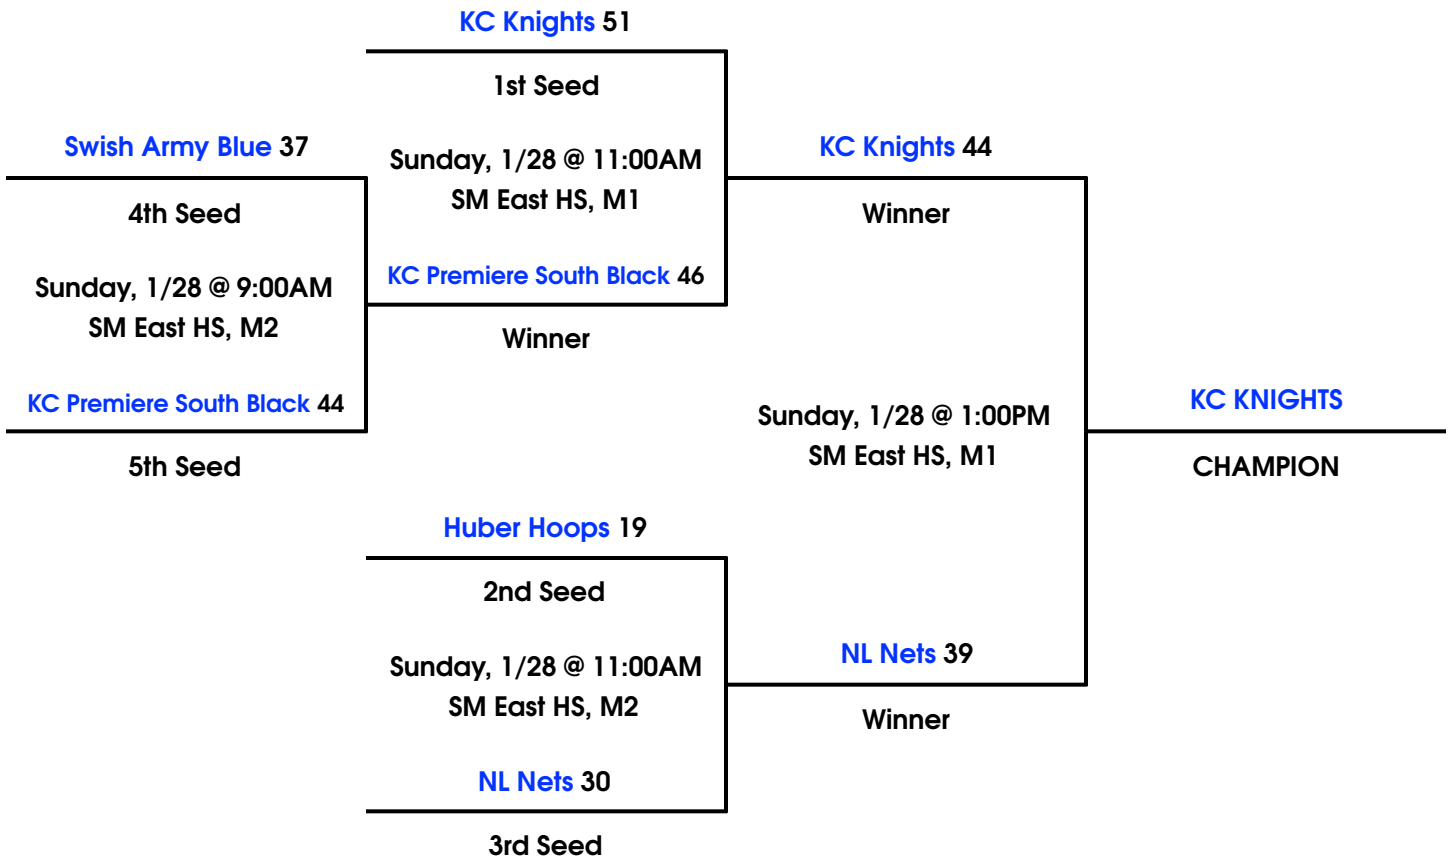 KC Knights 51
1st Seed
Swish Army Blue 37
Sunday, 1/28 @ 11:00AM
SM East HS, M1
KC Knights 44
4th Seed
Winner
Sunday, 1/28 @ 9:00AM
SM East HS, M2
KC Premiere South Black 46
Winner
KC Premiere South Black 44
5th Seed
Sunday, 1/28 @ 1:00PM
SM East HS, M1
KC KNIGHTS
CHAMPION
Huber Hoops 19
2nd Seed
Sunday, 1/28 @ 11:00AM
SM East HS, M2
NL Nets 39
Winner
NL Nets 30
3rd Seed